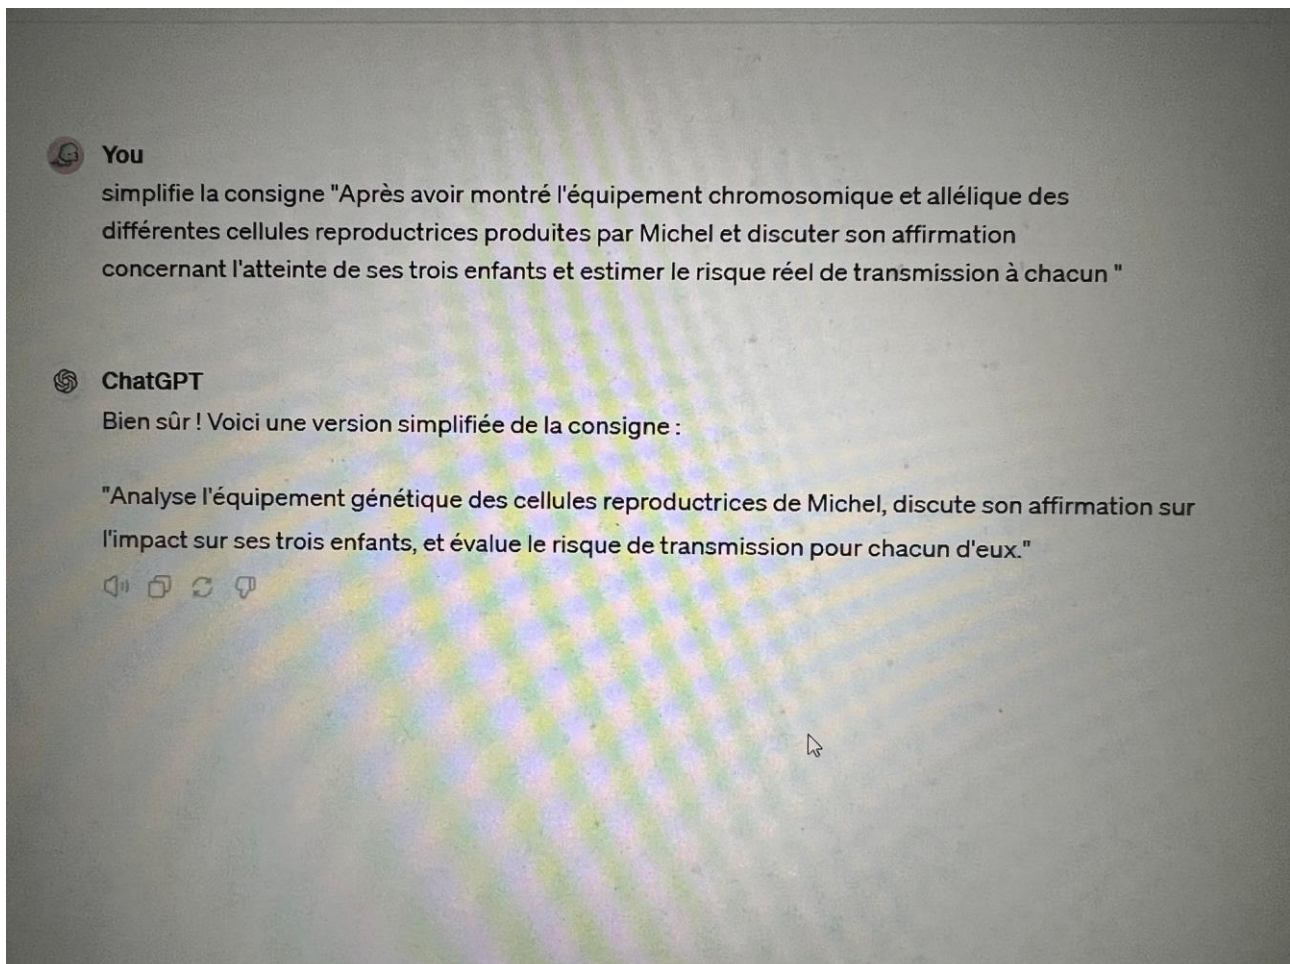 You
simplifie la consigne "Après avoir montré l'équipement chromosomique et allélique des
différentes cellules reproductrices produites par Michel et discuter son affirmation
concernant l'atteinte de ses trois enfants et estimer le risque réel de transmission à chacun "
ChatGPT
Bien sûr ! Voici une version simplifiée de la consigne :
"Analyse l'équipement génétique des cellules reproductrices de Michel, discute son affirmation sur
l'impact sur ses trois enfants, et évalue le risque de transmission pour chacun d'eux."